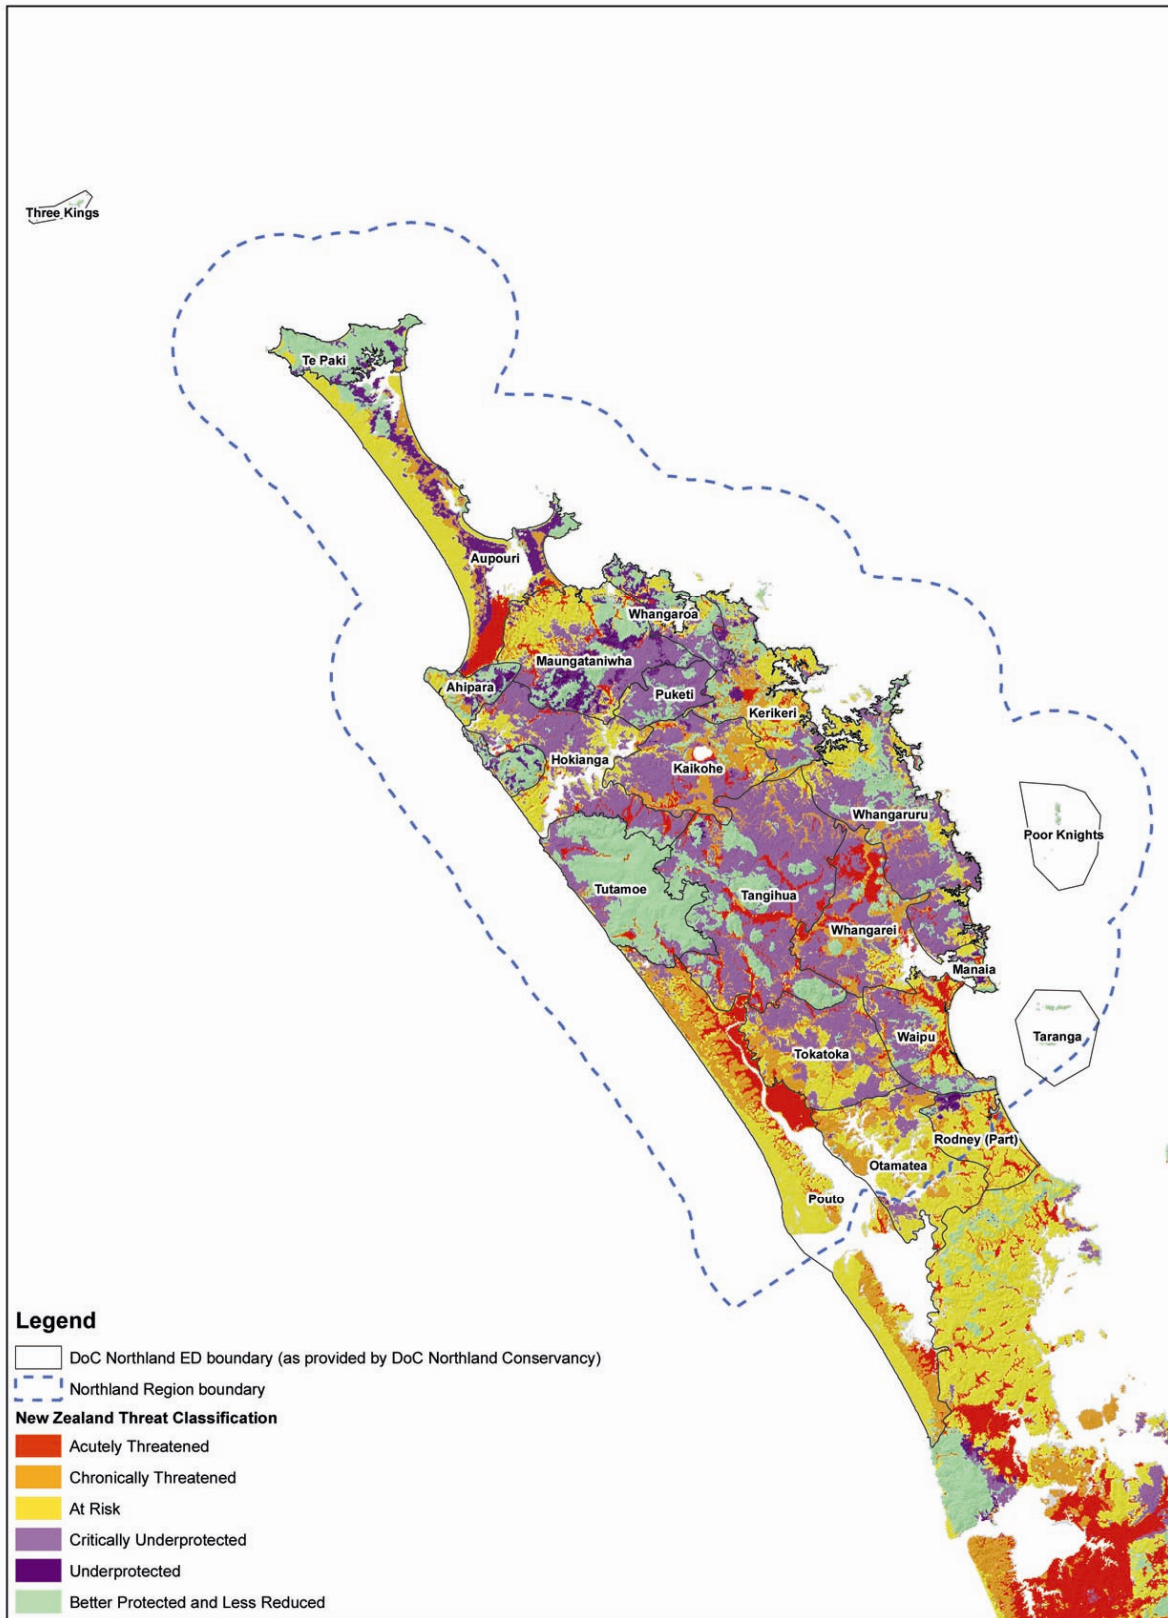 Three Kings
Te Paki
Aupouri
Whangaroa
Maungataniwha
Ahipara
Puketi
Kerikeri
Hokianga
Kaikohe
Whangaruru
Poor Knights
Tutamoe
Tangihua
Whangarei
Manaia
Taranga
Waipu
Tokatoka
Rodney (Part)
Otamatea
Pouto
Legend
DoC Northland ED boundary (as provided by DoC Northland Conservancy)
Northland Region boundary
New Zealand Threat Classification
Acutely Threatened
Chronically Threatened
At Risk
Critically Underprotected
Underprotected
Better Protected and Less Reduced